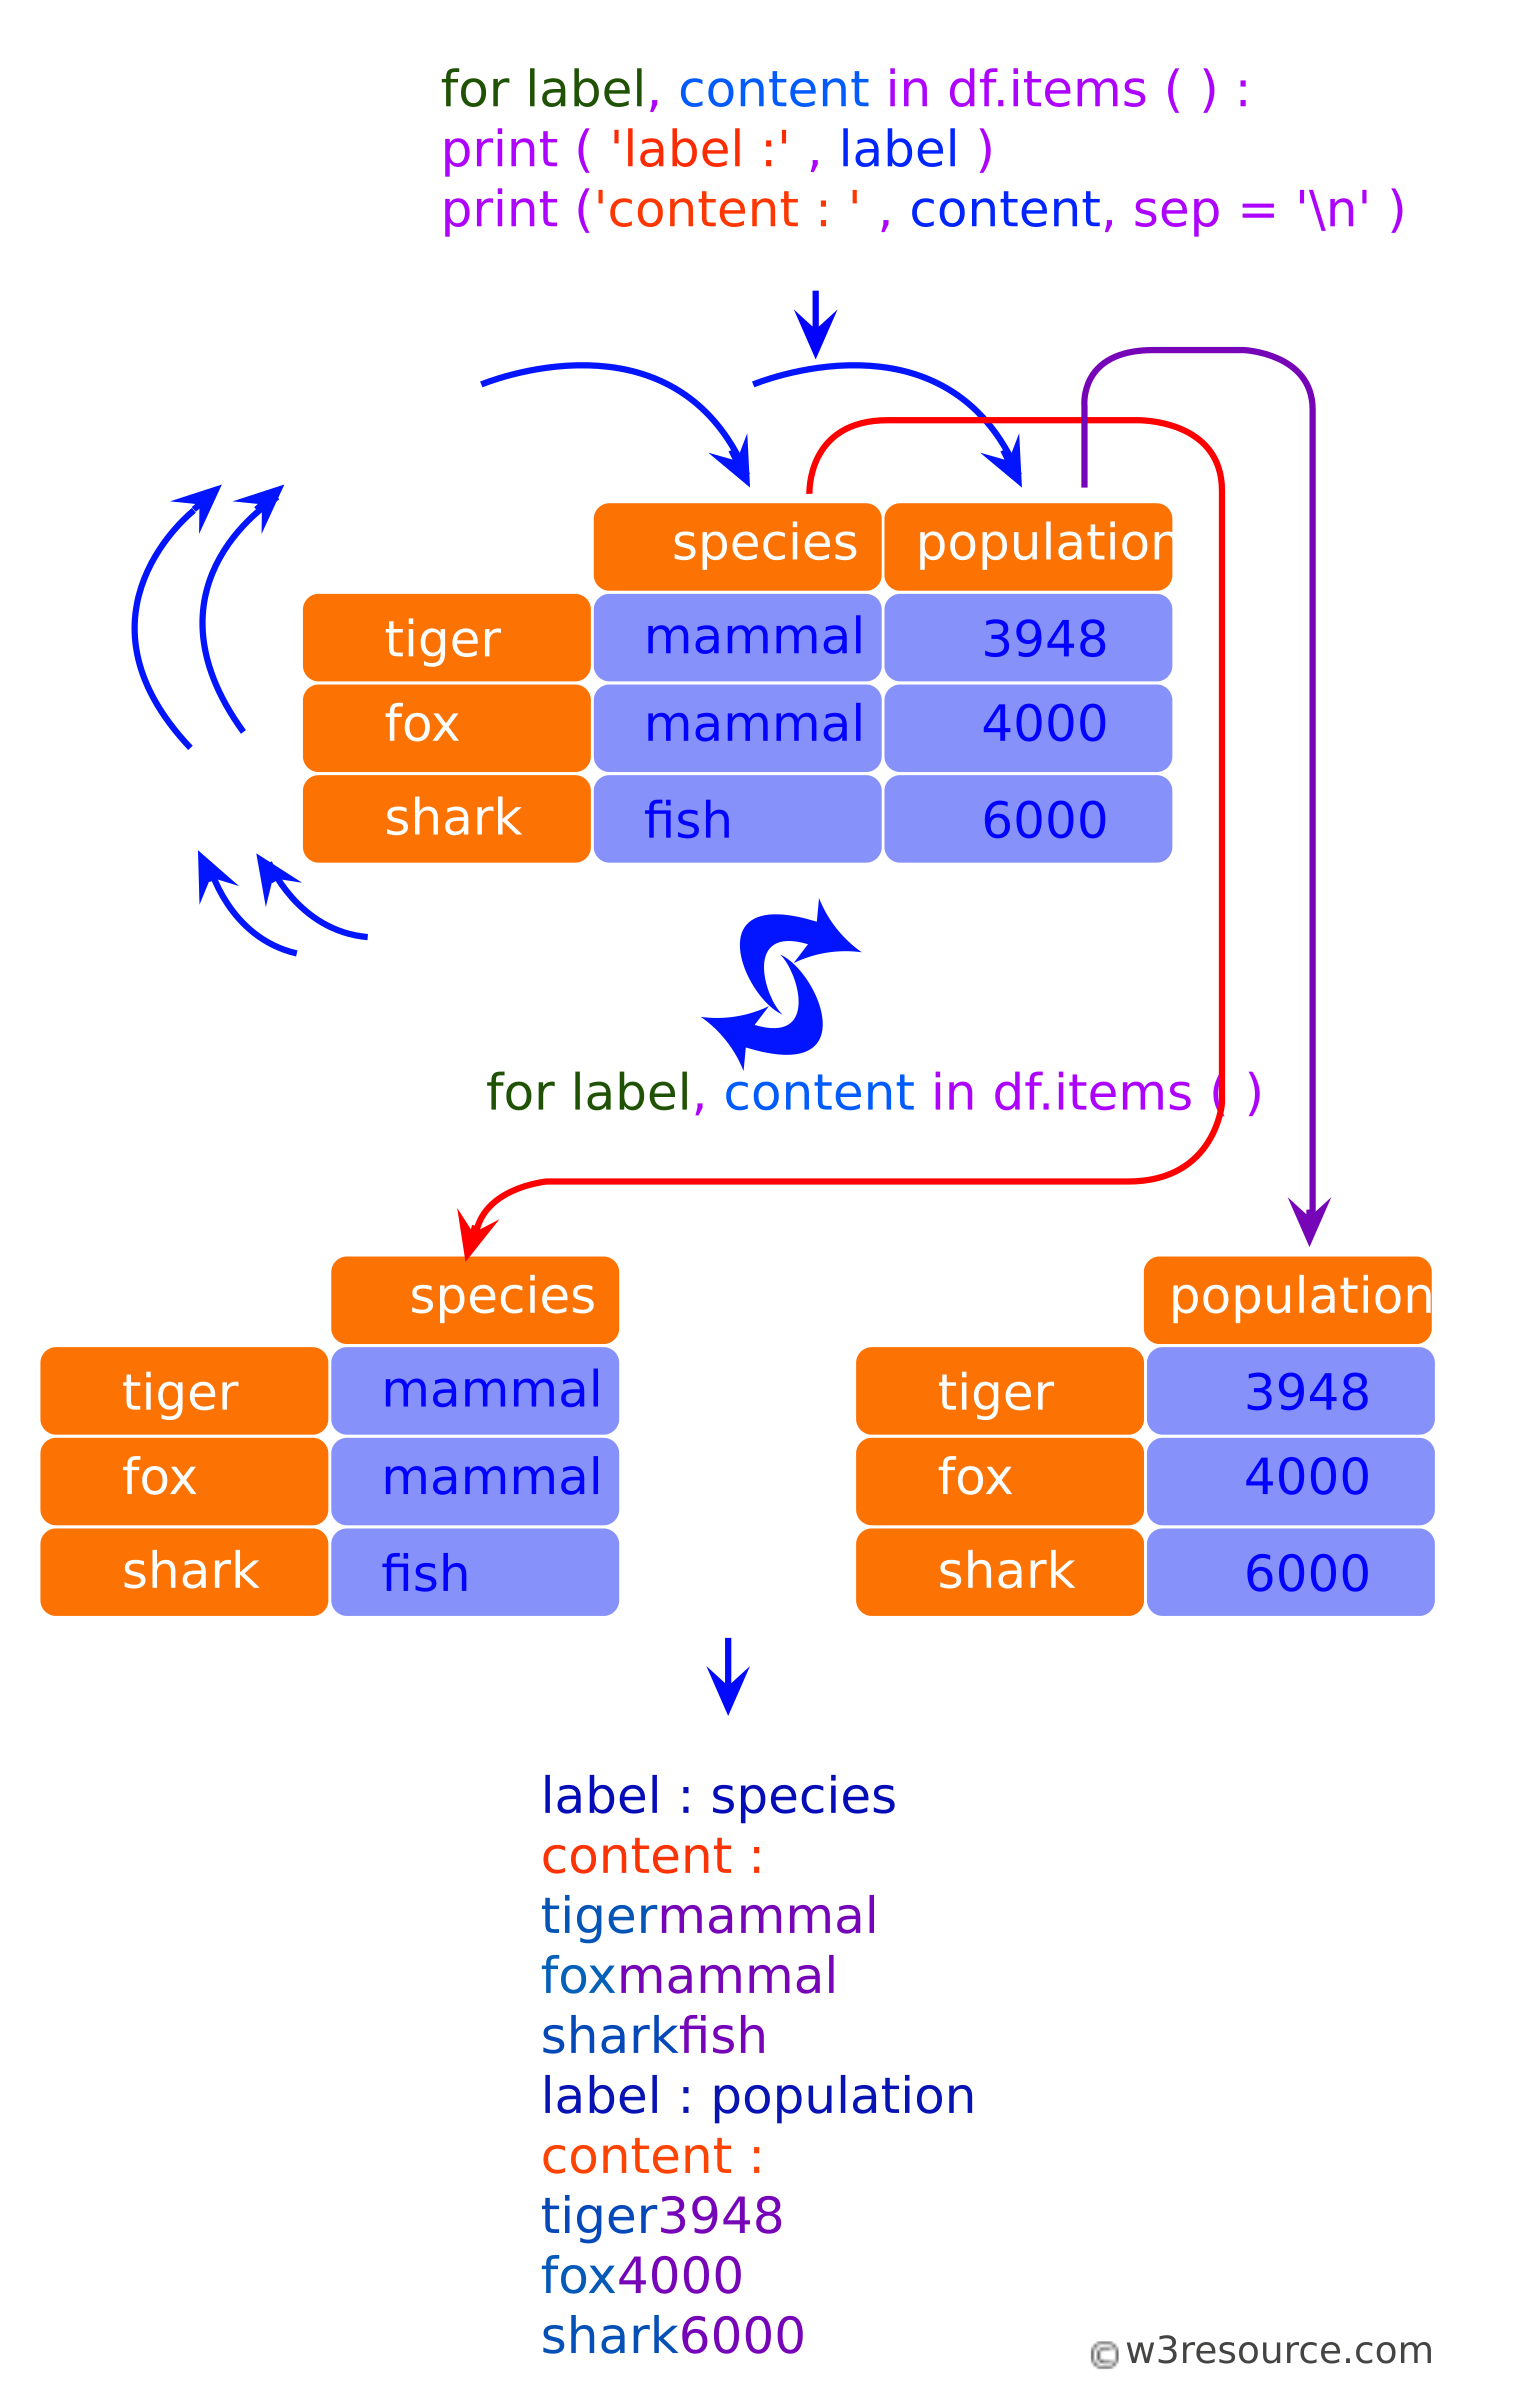 for label, content in df.items ( ) :
print ( 'label :' , label )
print ('content : ' , content, sep = '\n' )
species population
tiger mammal 3948
fox mammal 4000
shark fish 6000
for label, content in df.items ( )
species
tiger mammal
fox mammal
shark fish
population
tiger 3948
fox 4000
shark 6000
label : species
content :
tigermammal
foxmammal
sharkfish
label : population
content :
tiger3948
fox4000
shark6000
© w3resource.com